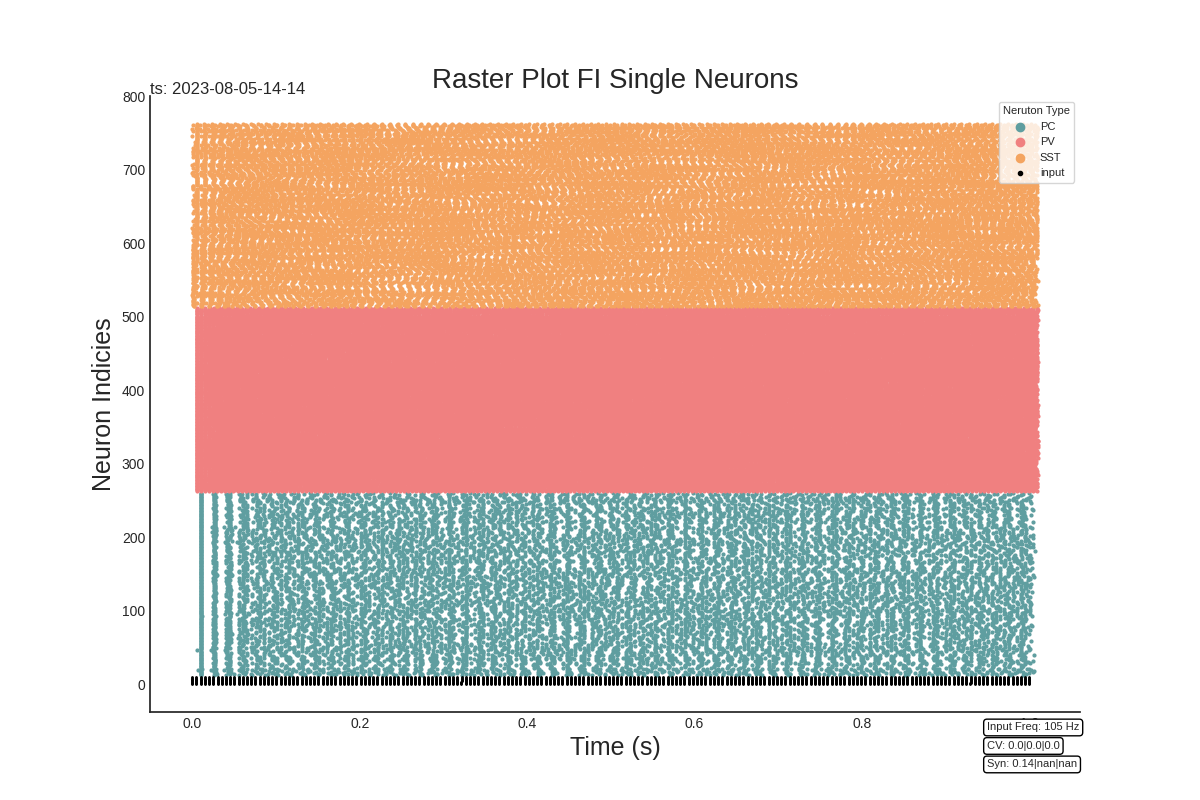 Raster Plot FI Single Neurons
ts: 2023-08-05-14-14
Neuron Indicies
800
700
600
500
400
300
200
100
0
Neruton Type
PC
PV
SST
input
0.0 0.2 0.4 0.6 0.8
Time (s)
Input Freq: 105 Hz
CV: 0.0|0.0|0.0
Syn: 0.14|nan|nan